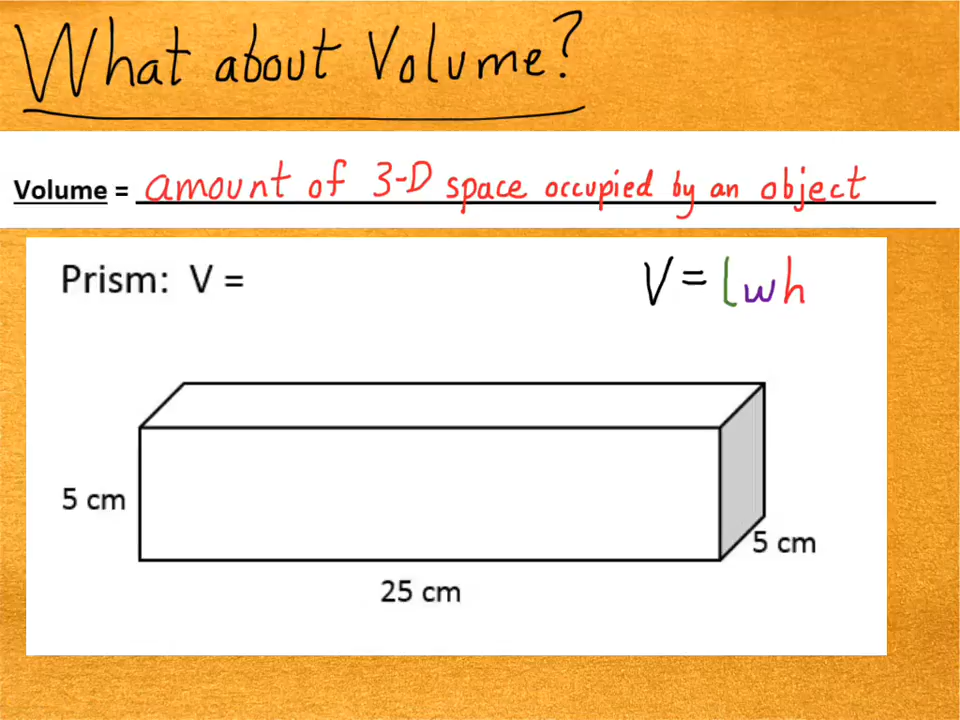 What about Volume?
Volume = amount of 3-D space occupied by an object
Prism: V = V = lwh
5 cm
5 cm
25 cm